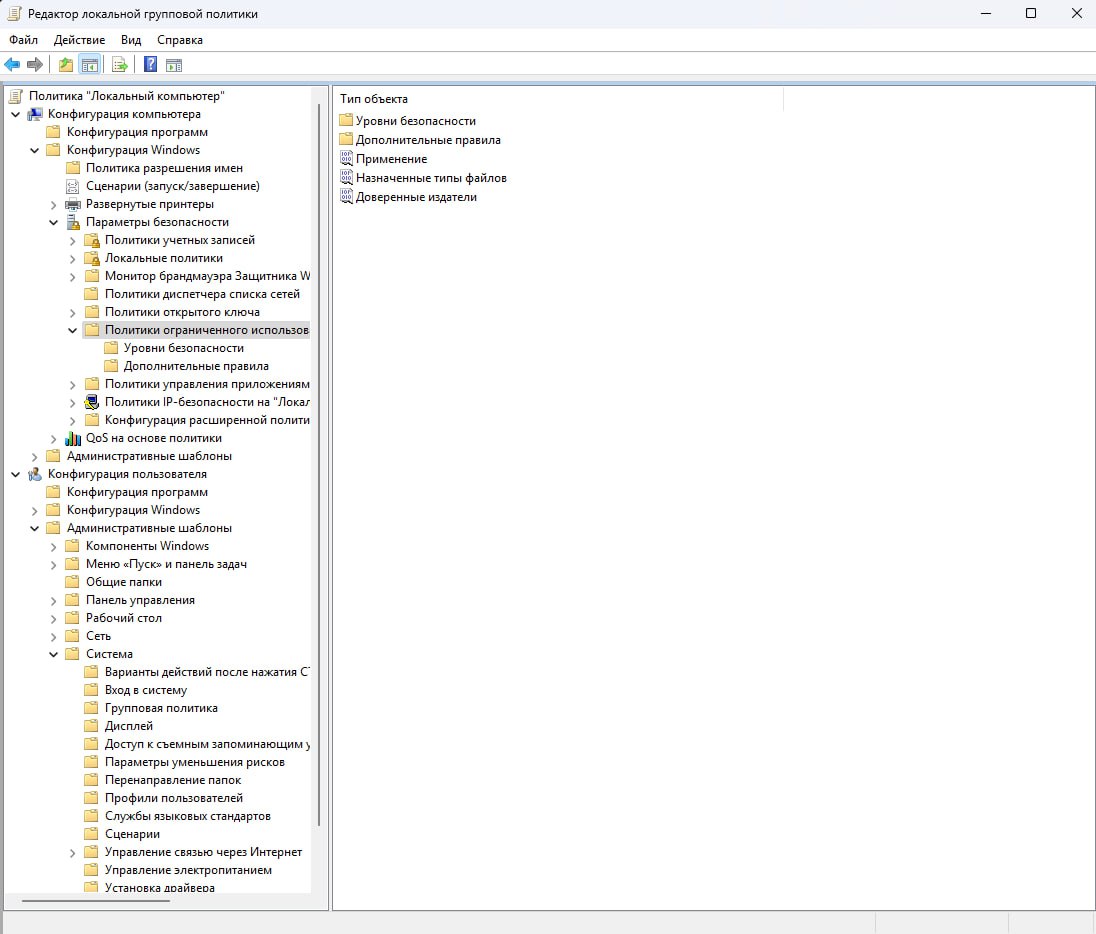 Редактор локальной групповой политики
Файл Действие Вид Справка
Политика "Локальный компьютер"
Конфигурация компьютера
Конфигурация программ
Конфигурация Windows
Политика разрешения имен
Сценарии (запуск/завершение)
Развернутые принтеры
Параметры безопасности
Политики учетных записей
Локальные политики
Монитор брандмауэра Защитника W
Политики диспетчера списка сетей
Политики открытого ключа
Политики ограниченного использов
Уровни безопасности
Дополнительные правила
Политики управления приложениям
Политики IP-безопасности на "Локал
Конфигурация расширенной полити
QoS на основе политики
Административные шаблоны
Конфигурация пользователя
Конфигурация программ
Конфигурация Windows
Административные шаблоны
Компоненты Windows
Меню «Пуск» и панель задач
Общие папки
Панель управления
Рабочий стол
Сеть
Система
Варианты действий после нажатия CT
Вход в систему
Групповая политика
Дисплей
Доступ к съемным запоминающим у
Параметры уменьшения рисков
Перенаправление папок
Профили пользователей
Службы языковых стандартов
Сценарии
Управление связью через Интернет
Управление электропитанием
Установка драйвера
Тип объекта
Уровни безопасности
Дополнительные правила
Применение
Назначенные типы файлов
Доверенные издатели